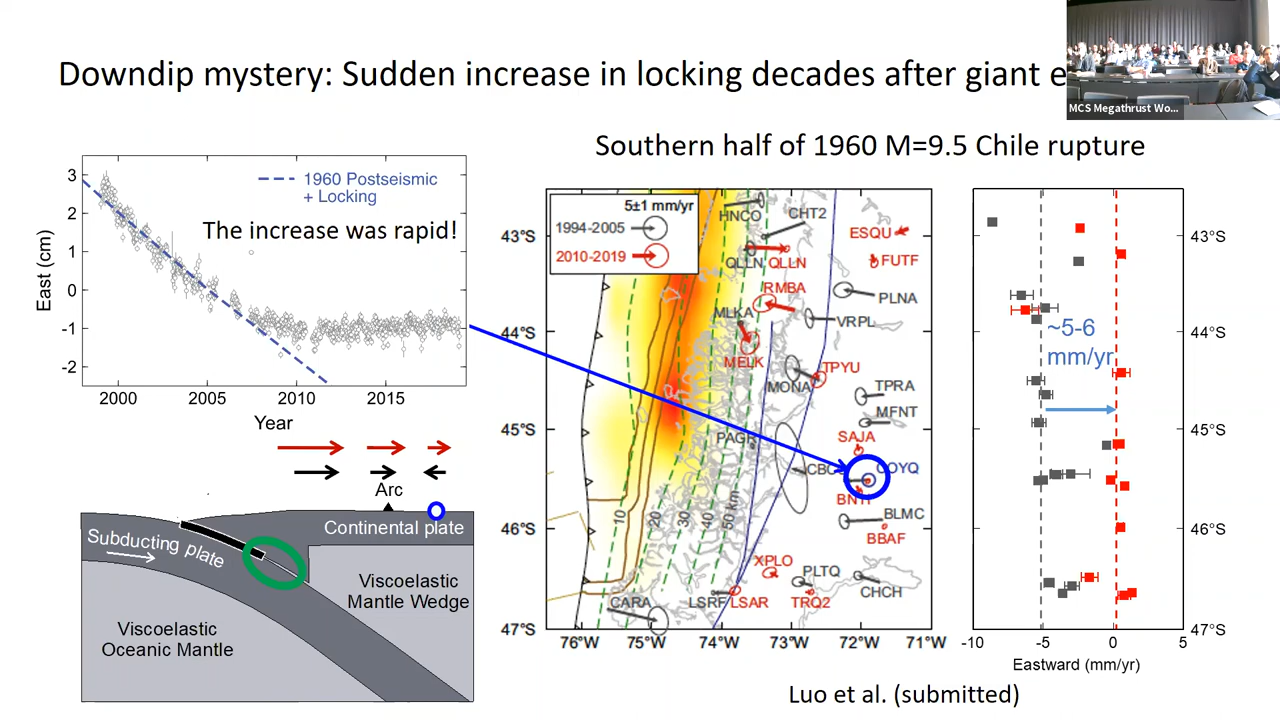 Downdip mystery: Sudden increase in locking decades after giant e
MCS Megathrust Wo...
Southern half of 1960 M=9.5 Chile rupture
3
2
1
0
-1
-2
East (cm)
1960 Postseismic
+ Locking
The increase was rapid!
2000
2005
2010
2015
Year
Arc
Continental plate
Subducting plate
Viscoelastic
Mantle Wedge
Viscoelastic
Oceanic Mantle
5±1 mm/yr
1994-2005
2010-2019
43°S
44°S
45°S
46°S
47°S
76°W
75°W
74°W
73°W
72°W
71°W
HNCO
CHT2
ESQU
QLLN
QLLN
FUTF
RMBA
PLNA
MLKA
VRPL
MELK
TPYU
MONA
TPRA
MFNT
PAGR
SAJA
COYQ
BLMC
BBAF
XPLO
PLTQ
CHCH
CARA
LSRF
LSAR
TRQ2
10
20
30
40
50 km
43°S
44°S
45°S
46°S
47°S
~5-6
mm/yr
-10
-5
0
5
Eastward (mm/yr)
Luo et al. (submitted)